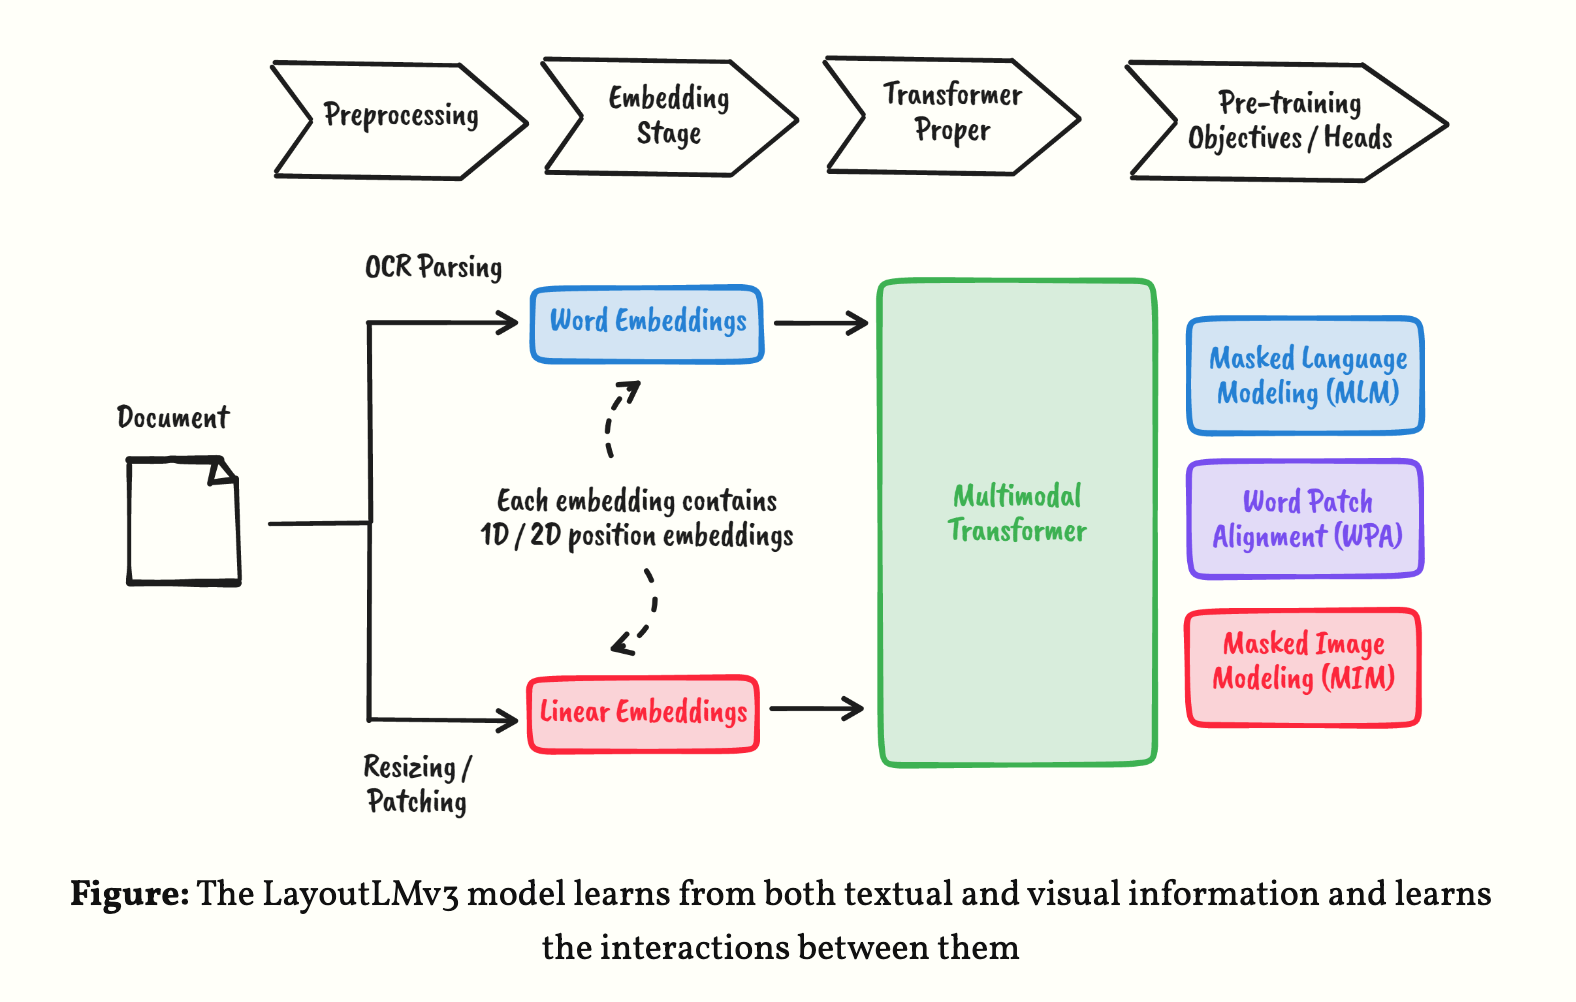 Preprocessing
Embedding
Stage
Transformer
Proper
Pre-training
Objectives / Heads
OCR Parsing
Word Embeddings
Document
Each embedding contains
1D / 2D position embeddings
Linear Embeddings
Resizing /
Patching
Multimodal
Transformer
Masked Language
Modeling (MLM)
Word Patch
Alignment (WPA)
Masked Image
Modeling (MIM)
Figure: The LayoutLMv3 model learns from both textual and visual information and learns
the interactions between them